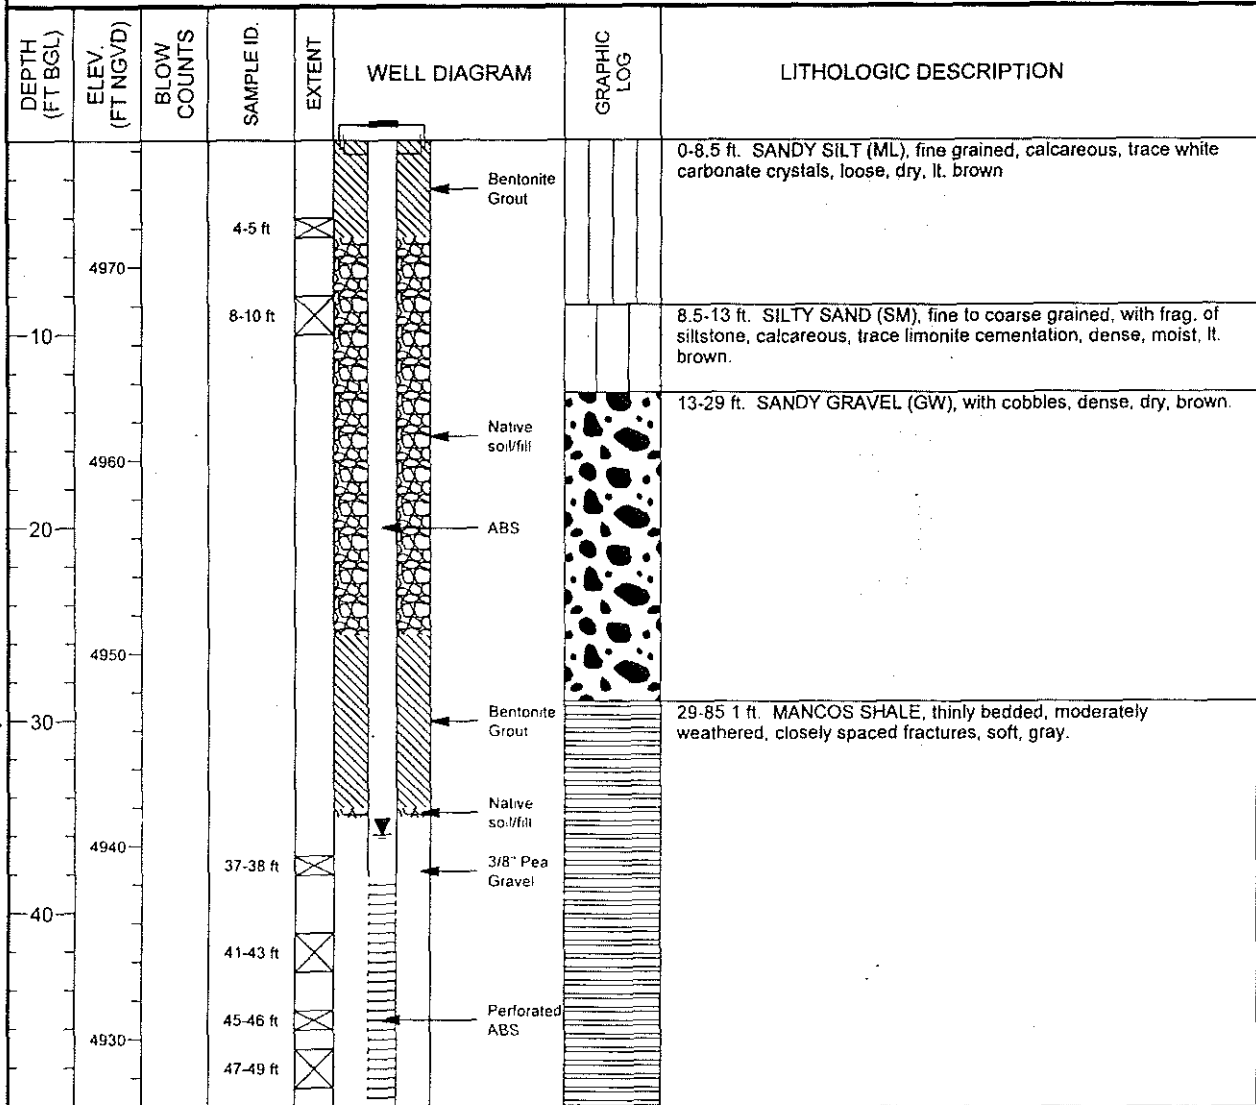 DEPTH
(FT BGL)
ELEV.
(FT NGVD)
BLOW
COUNTS
SAMPLE ID.
EXTENT
WELL DIAGRAM
GRAPHIC
LOG
LITHOLOGIC DESCRIPTION
0-8.5 ft. SANDY SILT (ML), fine grained, calcareous, trace white
carbonate crystals, loose, dry, lt. brown
Bentonite
Grout
4-5 ft
4970
8-10 ft
8.5-13 ft. SILTY SAND (SM), fine to coarse grained, with frag. of
siltstone, calcareous, trace limonite cementation, dense, moist, lt.
brown.
10
13-29 ft. SANDY GRAVEL (GW), with cobbles, dense, dry, brown.
Native
soil/fill
4960
20
ABS
4950
Bentonite
Grout
30
29-85 1 ft. MANCOS SHALE, thinly bedded, moderately
weathered, closely spaced fractures, soft, gray.
Native
soil/fill
4940
37-38 ft
3/8" Pea
Gravel
40
41-43 ft
45-46 ft
Perforated
ABS
4930
47-49 ft